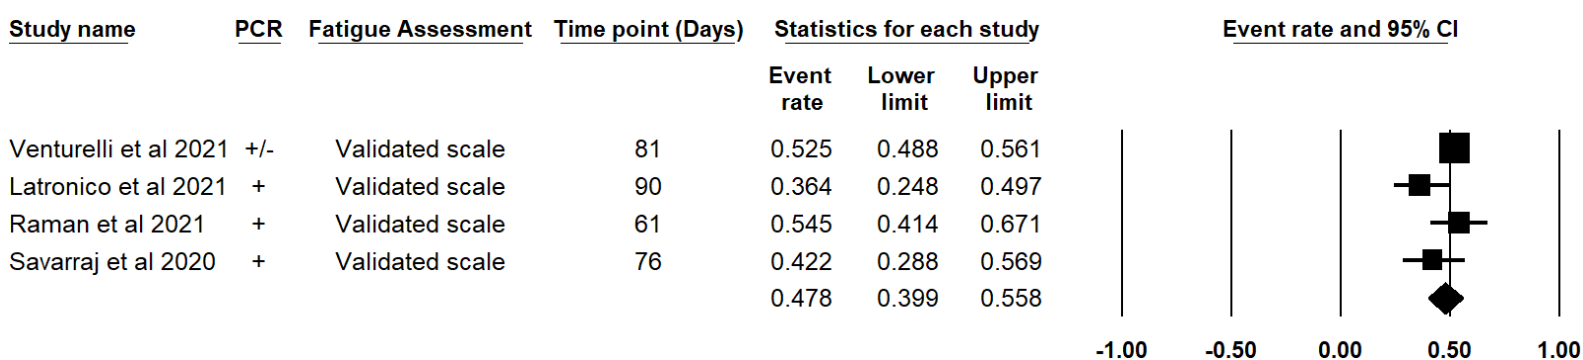 Study name PCR Fatigue Assessment Time point (Days) Statistics for each study Event rate and 95% CI
Event Lower Upper
rate limit limit
Venturelli et al 2021 +/- Validated scale 81 0.525 0.488 0.561
Latronico et al 2021 + Validated scale 90 0.364 0.248 0.497
Raman et al 2021 + Validated scale 61 0.545 0.414 0.671
Savarraj et al 2020 + Validated scale 76 0.422 0.288 0.569
0.478 0.399 0.558
-1.00 -0.50 0.00 0.50 1.00